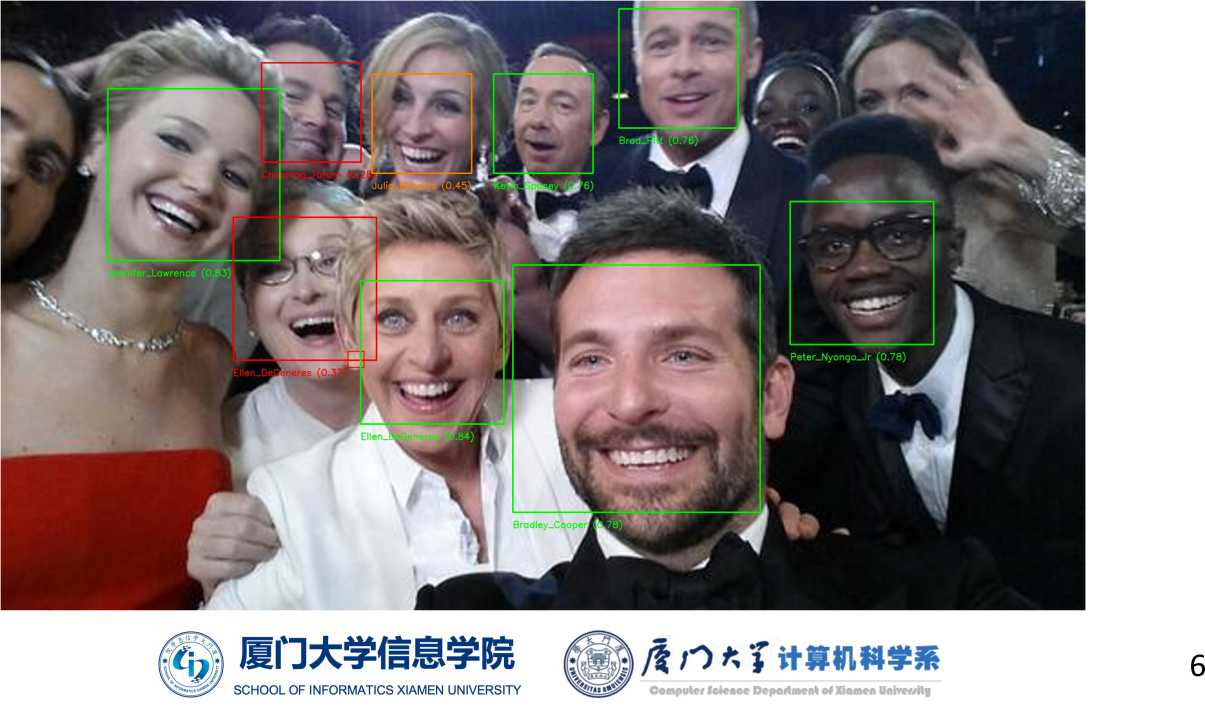 Brad_Pitt (0.76)
Julia_Roberts (0.45)
Kevin_Spacey (0.76)
Jennifer_Lawrence (0.83)
Peter_Nyongo_Jr (0.78)
Ellen_DeGeneres (0.37)
Ellen_DeGeneres (0.84)
Bradley_Cooper (0.78)
厦门大学信息学院
SCHOOL OF INFORMATICS XIAMEN UNIVERSITY
厦门大学 计算机科学系
Computer Science Department of Xiamen University
6